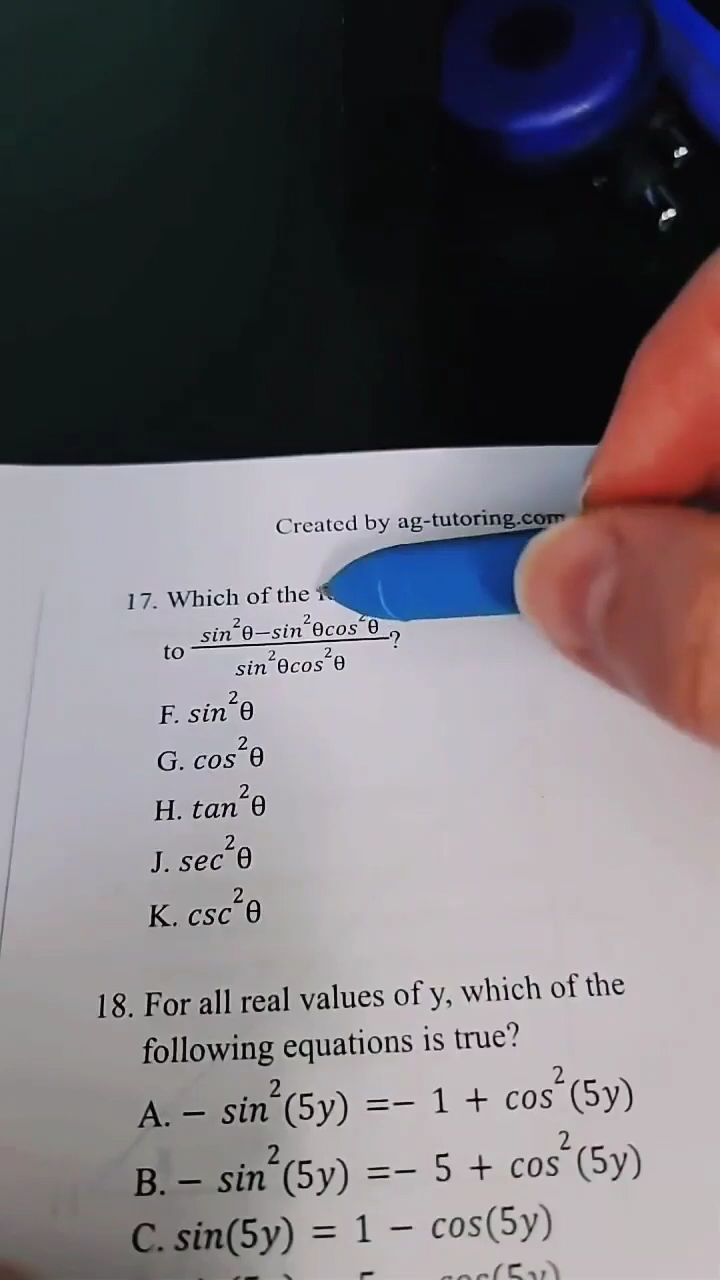 Created by ag-tutoring.com
17. Which of the
to (sin²θ−sin²θcos²θ)/(sin²θcos²θ) ?
F. sin²θ
G. cos²θ
H. tan²θ
J. sec²θ
K. csc²θ
18. For all real values of y, which of the
following equations is true?
A. − sin²(5y) =− 1 + cos²(5y)
B. − sin²(5y) =− 5 + cos²(5y)
C. sin(5y) = 1 − cos(5y)